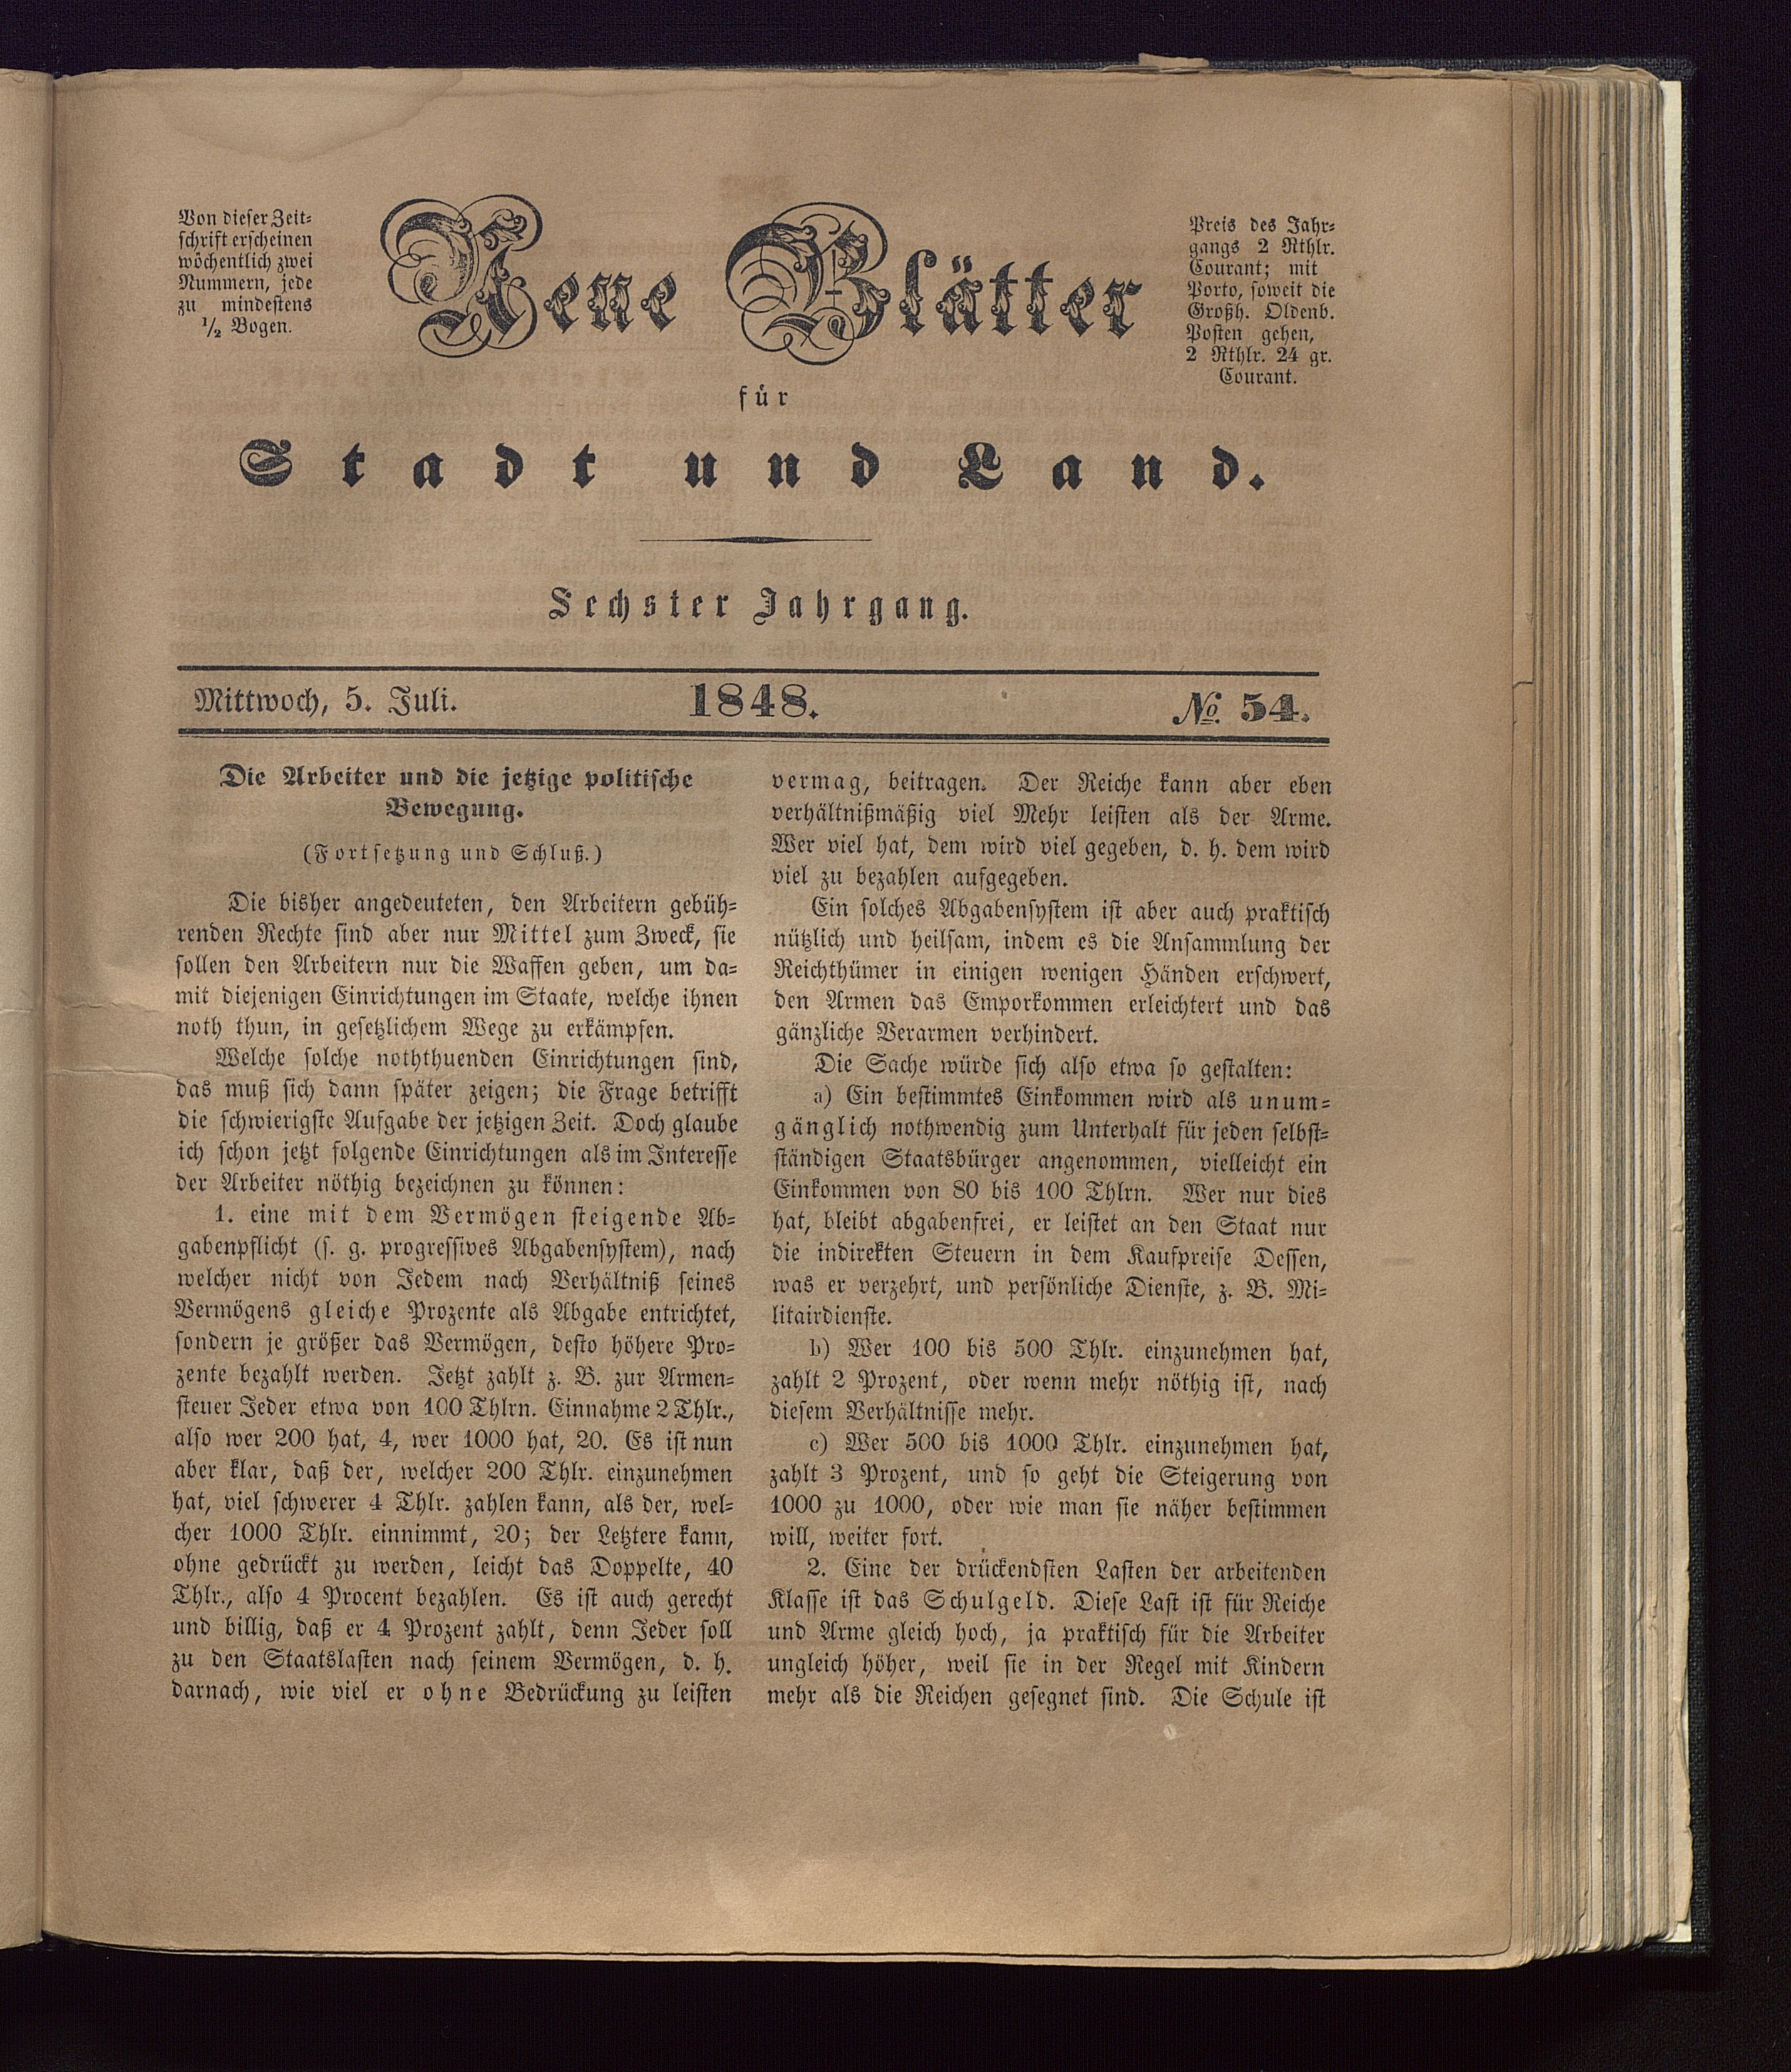 Von dieser Zeit=
schrift erscheinen
wöchentlich zwei
Nummern, jede
zu mindestens
1/2 Bogen.
Neue Blätter
für
Stadt und Land.
Preis des Jahr=
gangs 2 Rthlr.
Courant; mit
Porto, soweit die
Großh. Oldenb.
Posten gehen,
2 Rthlr. 24 gr.
Courant.
Sechster Jahrgang.
Mittwoch, 5. Juli. 1848. No. 54.
Die Arbeiter und die jetzige politische
Bewegung.
(Fortsetzung und Schluß.)
Die bisher angedeuteten, den Arbeitern gebüh=
renden Rechte sind aber nur Mittel zum Zweck, sie
sollen den Arbeitern nur die Waffen geben, um da=
mit diejenigen Einrichtungen im Staate, welche ihnen
noth thun, in gesetzlichem Wege zu erkämpfen.
Welche solche noththuenden Einrichtungen sind,
das muß sich dann später zeigen; die Frage betrifft
die schwierigste Aufgabe der jetzigen Zeit. Doch glaube
ich schon jetzt folgende Einrichtungen als im Interesse
der Arbeiter nöthig bezeichnen zu können:
1. eine mit dem Vermögen steigende Ab=
gabenpflicht (s. g. progressives Abgabensystem), nach
welcher nicht von Jedem nach Verhältniß seines
Vermögens gleiche Prozente als Abgabe entrichtet,
sondern je größer das Vermögen, desto höhere Pro=
zente bezahlt werden. Jetzt zahlt z. B. zur Armen=
steuer Jeder etwa von 100 Thlrn. Einnahme 2 Thlr.,
also wer 200 hat, 4, wer 1000 hat, 20. Es ist nun
aber klar, daß der, welcher 200 Thlr. einzunehmen
hat, viel schwerer 4 Thlr. zahlen kann, als der, wel=
cher 1000 Thlr. einnimmt, 20; der Letztere kann,
ohne gedrückt zu werden, leicht das Doppelte, 40
Thlr., also 4 Procent bezahlen. Es ist auch gerecht
und billig, daß er 4 Prozent zahlt, denn Jeder soll
zu den Staatslasten nach seinem Vermögen, d. h.
darnach, wie viel er ohne Bedrückung zu leisten
vermag, beitragen. Der Reiche kann aber eben
verhältnißmäßig viel Mehr leisten als der Arme.
Wer viel hat, dem wird viel gegeben, d. h. dem wird
viel zu bezahlen aufgegeben.
Ein solches Abgabensystem ist aber auch praktisch
nützlich und heilsam, indem es die Ansammlung der
Reichthümer in einigen wenigen Händen erschwert,
den Armen das Emporkommen erleichtert und das
gänzliche Verarmen verhindert.
Die Sache würde sich also etwa so gestalten:
a) Ein bestimmtes Einkommen wird als unum=
gänglich nothwendig zum Unterhalt für jeden selbst=
ständigen Staatsbürger angenommen, vielleicht ein
Einkommen von 80 bis 100 Thlrn. Wer nur dies
hat, bleibt abgabenfrei, er leistet an den Staat nur
die indirekten Steuern in dem Kaufpreise Dessen,
was er verzehrt, und persönliche Dienste, z. B. Mi=
litairdienste.
b) Wer 100 bis 500 Thlr. einzunehmen hat,
zahlt 2 Prozent, oder wenn mehr nöthig ist, nach
diesem Verhältnisse mehr.
c) Wer 500 bis 1000 Thlr. einzunehmen hat,
zahlt 3 Prozent, und so geht die Steigerung von
1000 zu 1000, oder wie man sie näher bestimmen
will, weiter fort.
2. Eine der drückendsten Lasten der arbeitenden
Klasse ist das Schulgeld. Diese Last ist für Reiche
und Arme gleich hoch, ja praktisch für die Arbeiter
ungleich höher, weil sie in der Regel mit Kindern
mehr als die Reichen gesegnet sind. Die Schule ist